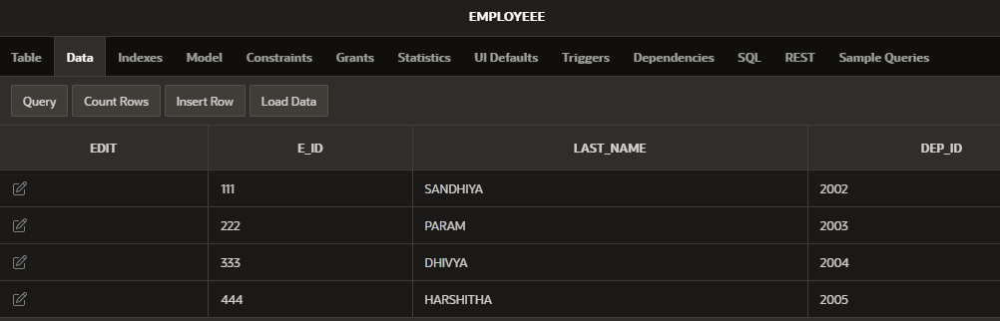 EMPLOYEEE
Table Data Indexes Model Constraints Grants Statistics UI Defaults Triggers Dependencies SQL REST Sample Queries
Query Count Rows Insert Row Load Data
EDIT E_ID LAST_NAME DEP_ID
111 SANDHIYA 2002
222 PARAM 2003
333 DHIVYA 2004
444 HARSHITHA 2005